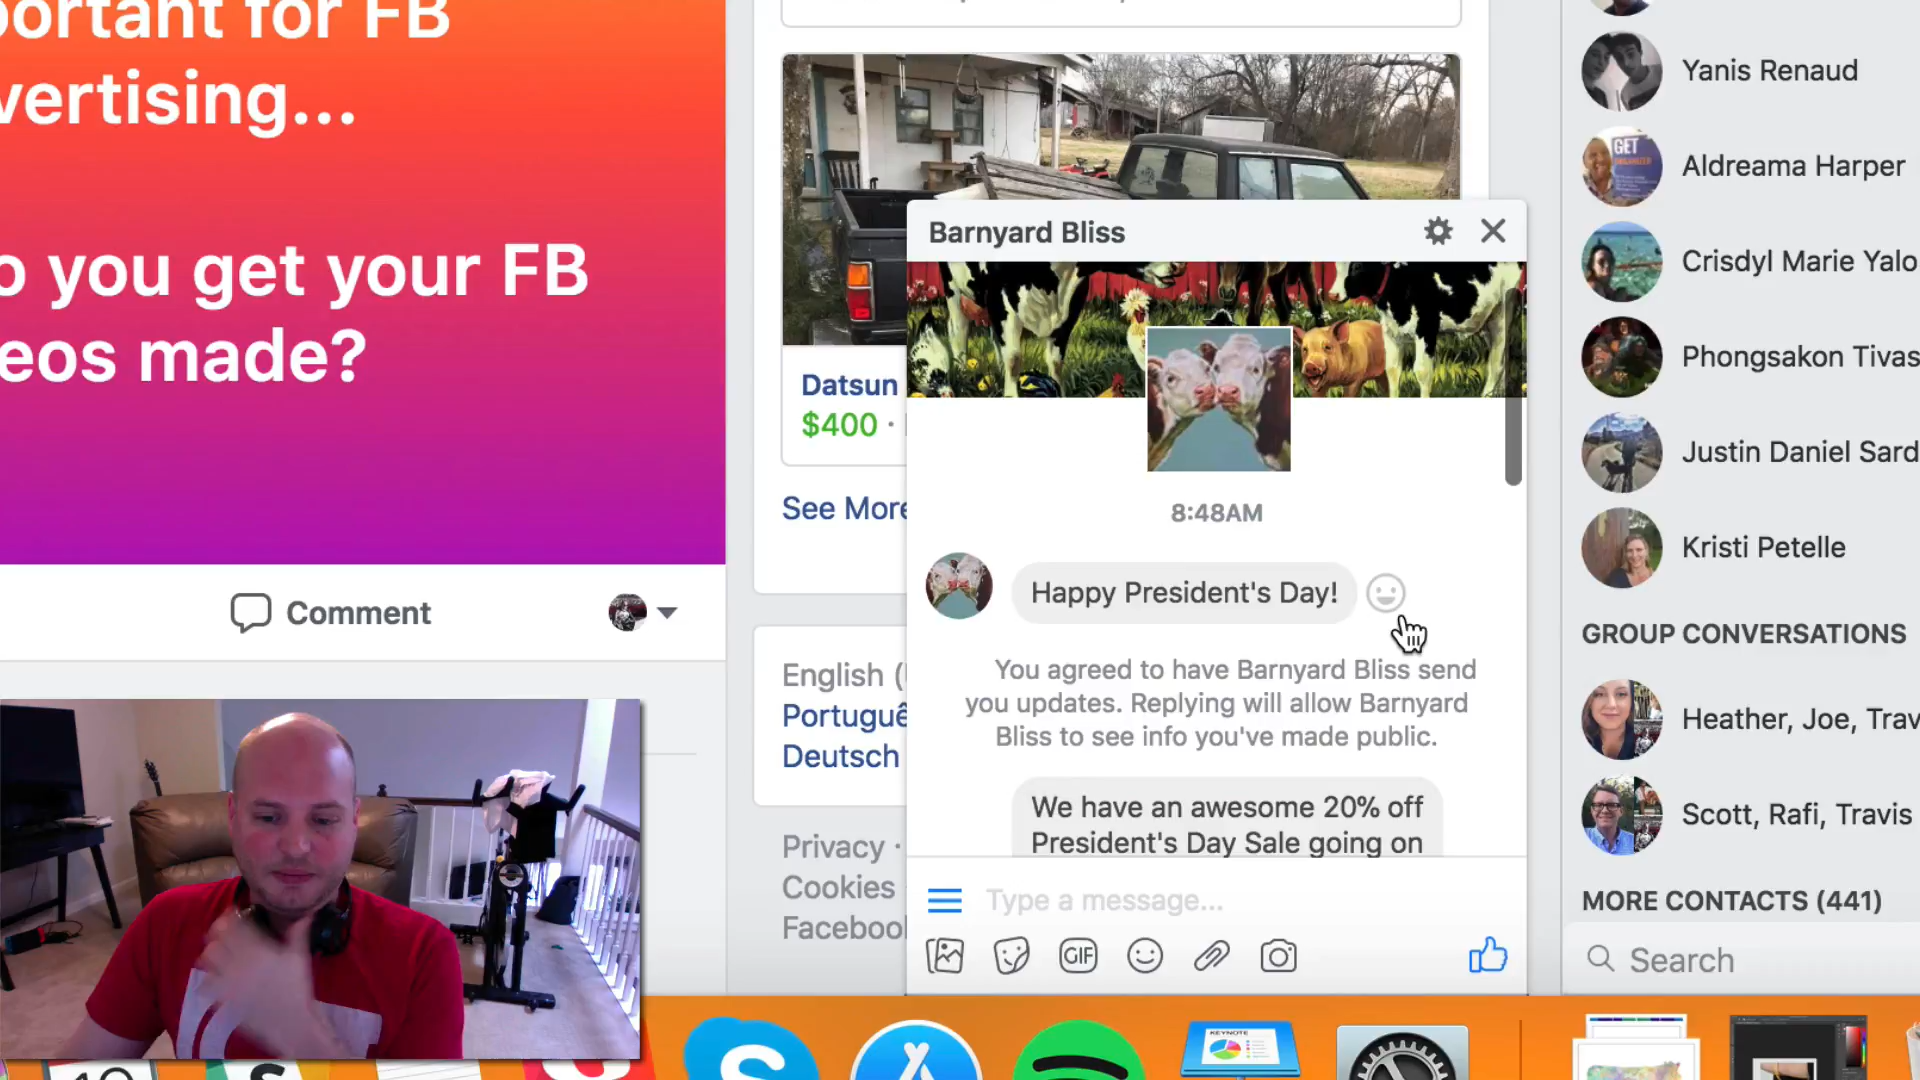 portant for FB
vertising...
o you get your FB
eos made?
Comment
Datsun
$400 ·
See More
English (
Portuguê
Deutsch
Privacy ·
Cookies
Facebook
Barnyard Bliss
8:48AM
Happy President's Day!
You agreed to have Barnyard Bliss send
you updates. Replying will allow Barnyard
Bliss to see info you've made public.
We have an awesome 20% off
President's Day Sale going on
Type a message...
GIF
Yanis Renaud
GET
Aldreama Harper
Crisdyl Marie Yalo
Phongsakon Tivas
Justin Daniel Sard
Kristi Petelle
GROUP CONVERSATIONS
Heather, Joe, Trav
Scott, Rafi, Travis
MORE CONTACTS (441)
Search
KEYNOTE